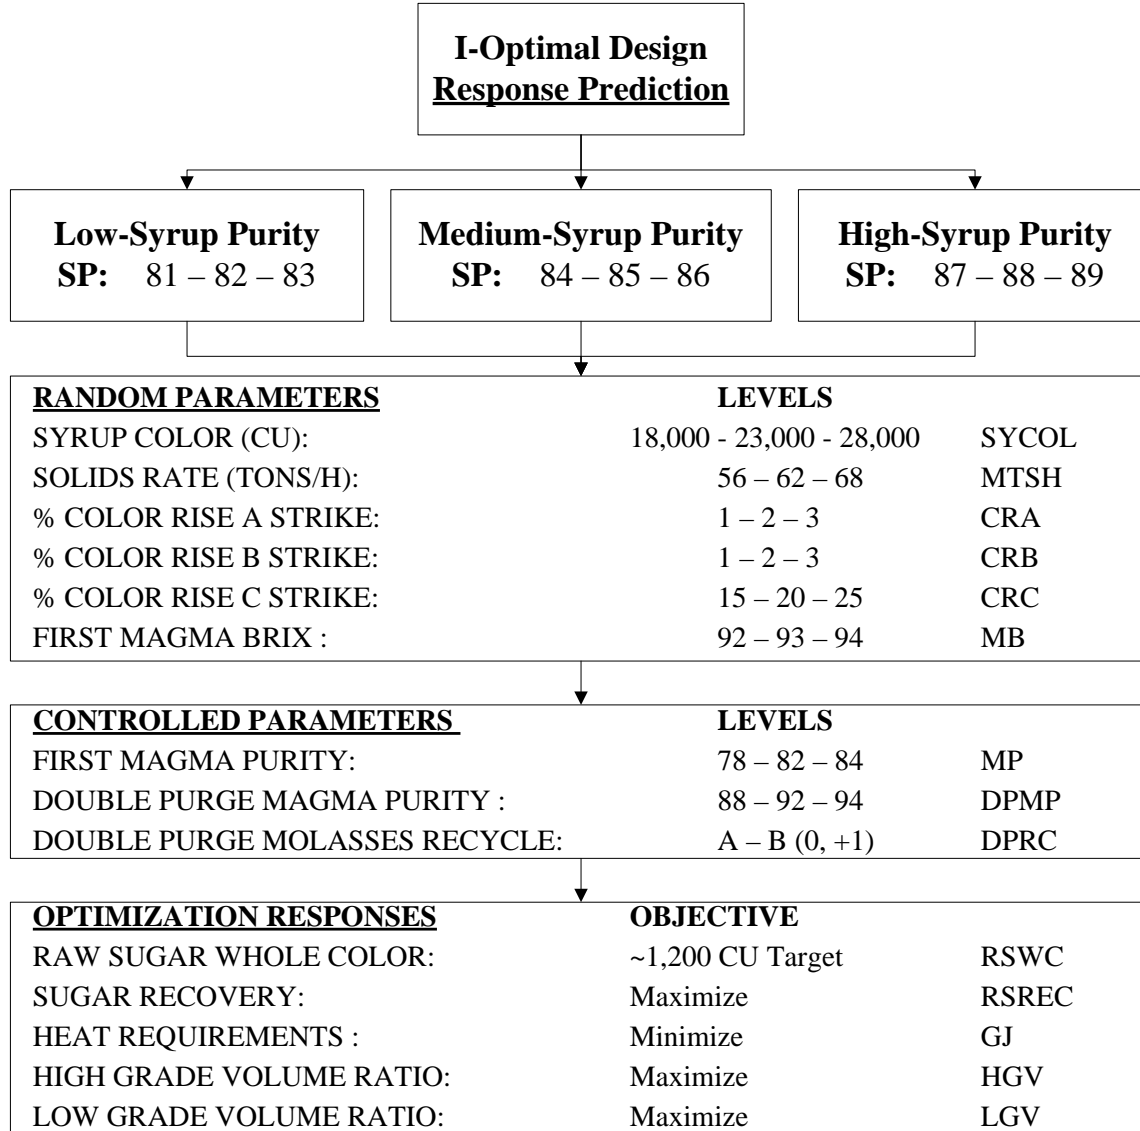 I-Optimal Design
Response Prediction
Low-Syrup Purity
SP: 81 – 82 – 83
Medium-Syrup Purity
SP: 84 – 85 – 86
High-Syrup Purity
SP: 87 – 88 – 89
RANDOM PARAMETERS LEVELS
SYRUP COLOR (CU): 18,000 - 23,000 - 28,000 SYCOL
SOLIDS RATE (TONS/H): 56 – 62 – 68 MTSH
% COLOR RISE A STRIKE: 1 – 2 – 3 CRA
% COLOR RISE B STRIKE: 1 – 2 – 3 CRB
% COLOR RISE C STRIKE: 15 – 20 – 25 CRC
FIRST MAGMA BRIX : 92 – 93 – 94 MB
CONTROLLED PARAMETERS LEVELS
FIRST MAGMA PURITY: 78 – 82 – 84 MP
DOUBLE PURGE MAGMA PURITY : 88 – 92 – 94 DPMP
DOUBLE PURGE MOLASSES RECYCLE: A – B (0, +1) DPRC
OPTIMIZATION RESPONSES OBJECTIVE
RAW SUGAR WHOLE COLOR: ~1,200 CU Target RSWC
SUGAR RECOVERY: Maximize RSREC
HEAT REQUIREMENTS : Minimize GJ
HIGH GRADE VOLUME RATIO: Maximize HGV
LOW GRADE VOLUME RATIO: Maximize LGV